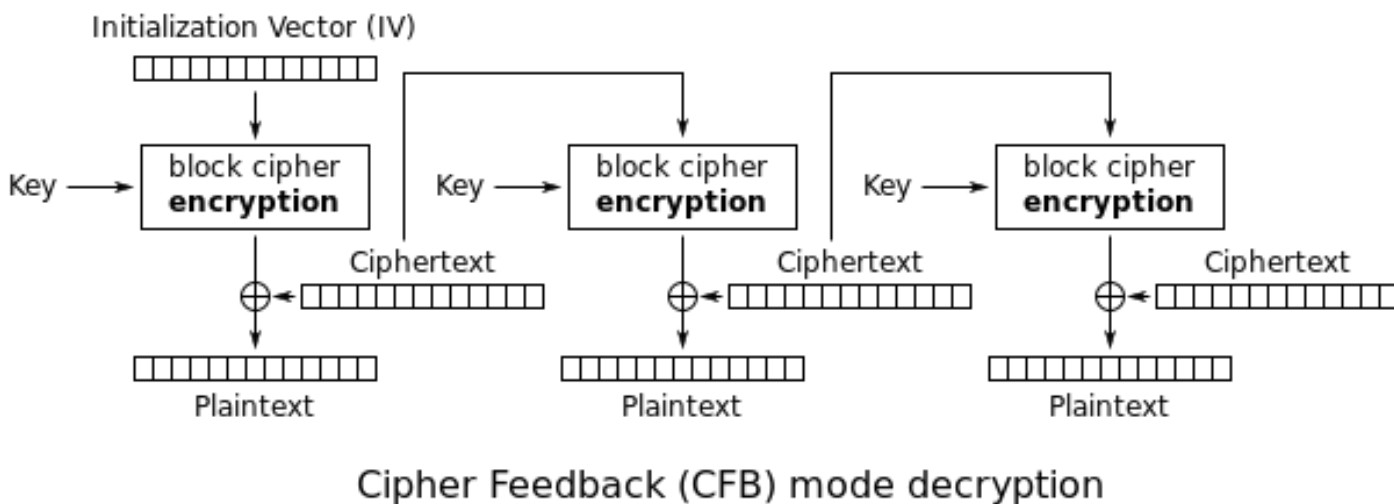 Initialization Vector (IV)
Key
block cipher
encryption
Ciphertext
Plaintext
Key
block cipher
encryption
Ciphertext
Plaintext
Key
block cipher
encryption
Ciphertext
Plaintext
Cipher Feedback (CFB) mode decryption